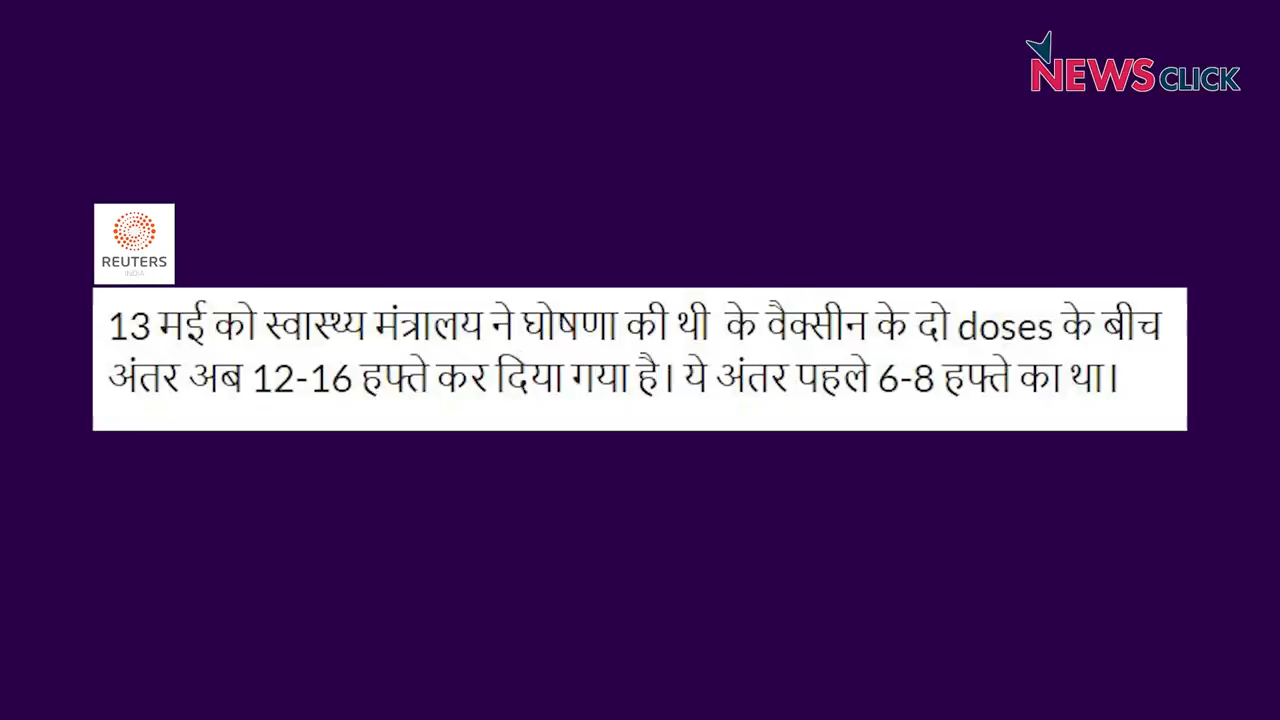 NEWSCLICK
REUTERS
INDIA
13 मई को स्वास्थ्य मंत्रालय ने घोषणा की थी के वैक्सीन के दो doses के बीच
अंतर अब 12-16 हफ्ते कर दिया गया है। ये अंतर पहले 6-8 हफ्ते का था।